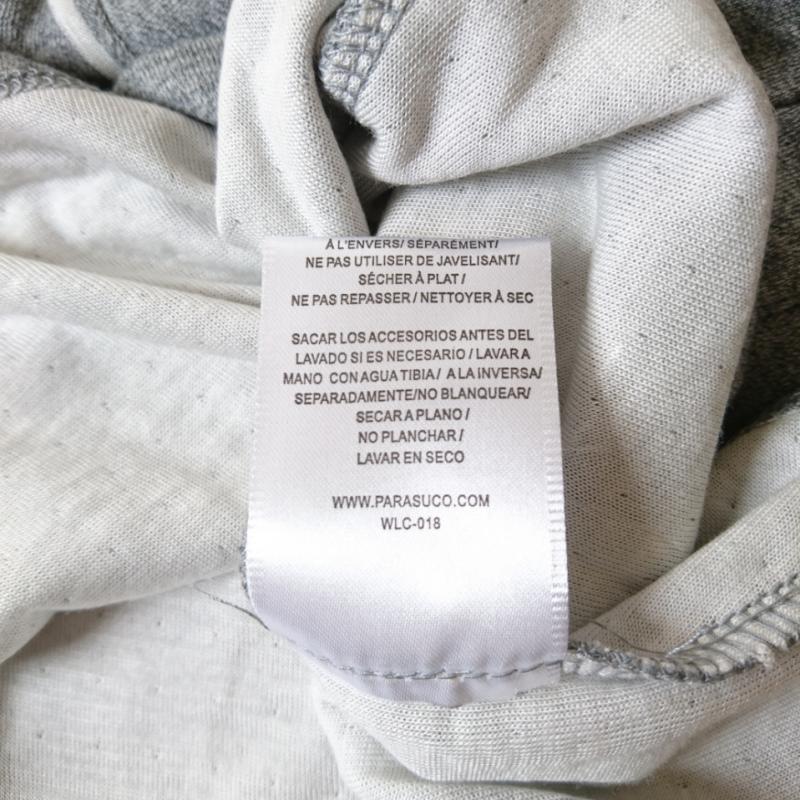 À L'ENVERS/ SÉPARÉMENT/
NE PAS UTILISER DE JAVELISANT/
SÉCHER À PLAT /
NE PAS REPASSER / NETTOYER À SEC
SACAR LOS ACCESORIOS ANTES DEL
LAVADO SI ES NECESARIO / LAVAR A
MANO CON AGUA TIBIA/ A LA INVERSA/
SEPARADAMENTE/NO BLANQUEAR/
SECAR A PLANO /
NO PLANCHAR /
LAVAR EN SECO
WWW.PARASUCO.COM
WLC-018